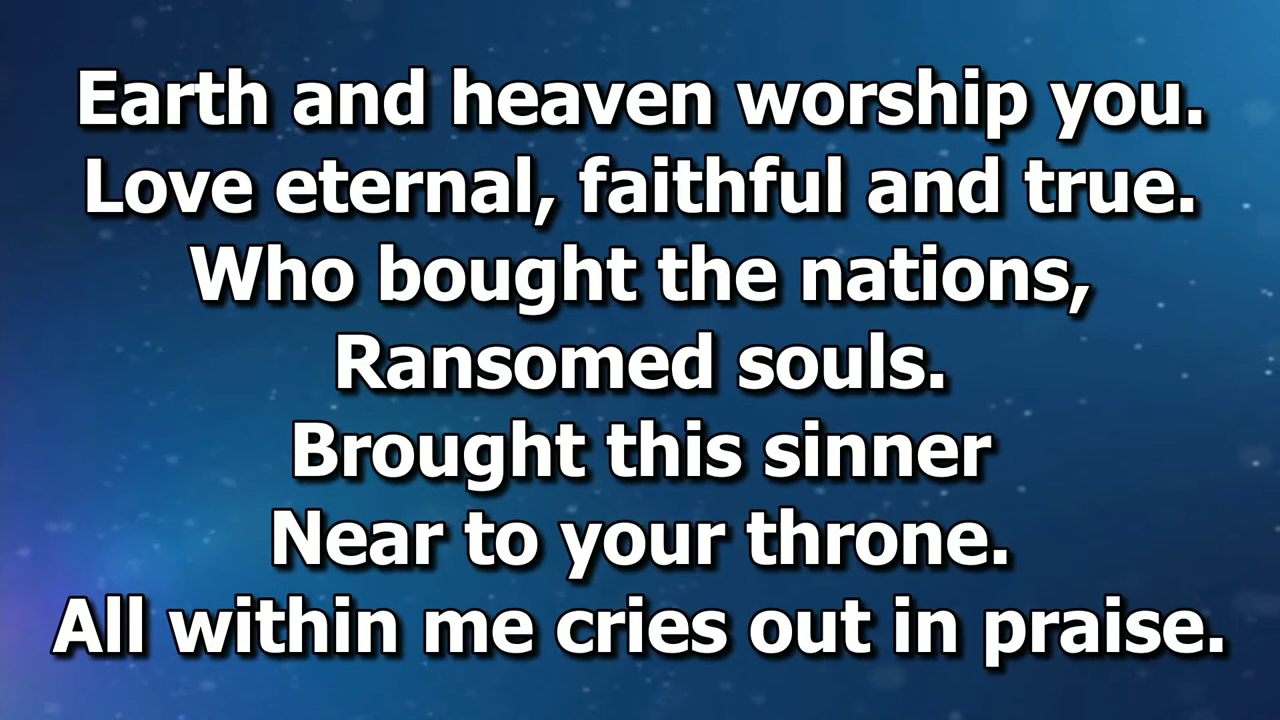 Earth and heaven worship you.
Love eternal, faithful and true.
Who bought the nations,
Ransomed souls.
Brought this sinner
Near to your throne.
All within me cries out in praise.